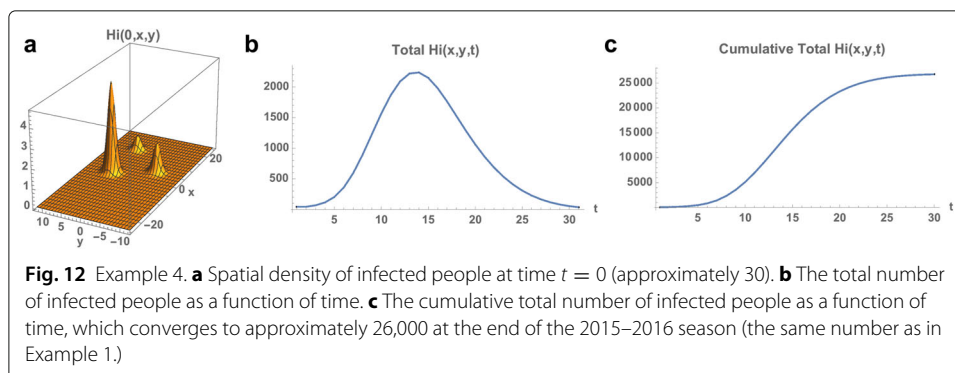 a
Hi(0,x,y)
4
3
2
1
0
10
5
0
-5
-10
y
-20
0
x
20
b
Total Hi(x,y,t)
2000
1500
1000
500
5
10
15
20
25
30
t
c
Cumulative Total Hi(x,y,t)
25000
20000
15000
10000
5000
5
10
15
20
25
30
t
Fig. 12 Example 4. a Spatial density of infected people at time t = 0 (approximately 30). b The total number
of infected people as a function of time. c The cumulative total number of infected people as a function of
time, which converges to approximately 26,000 at the end of the 2015–2016 season (the same number as in
Example 1.)